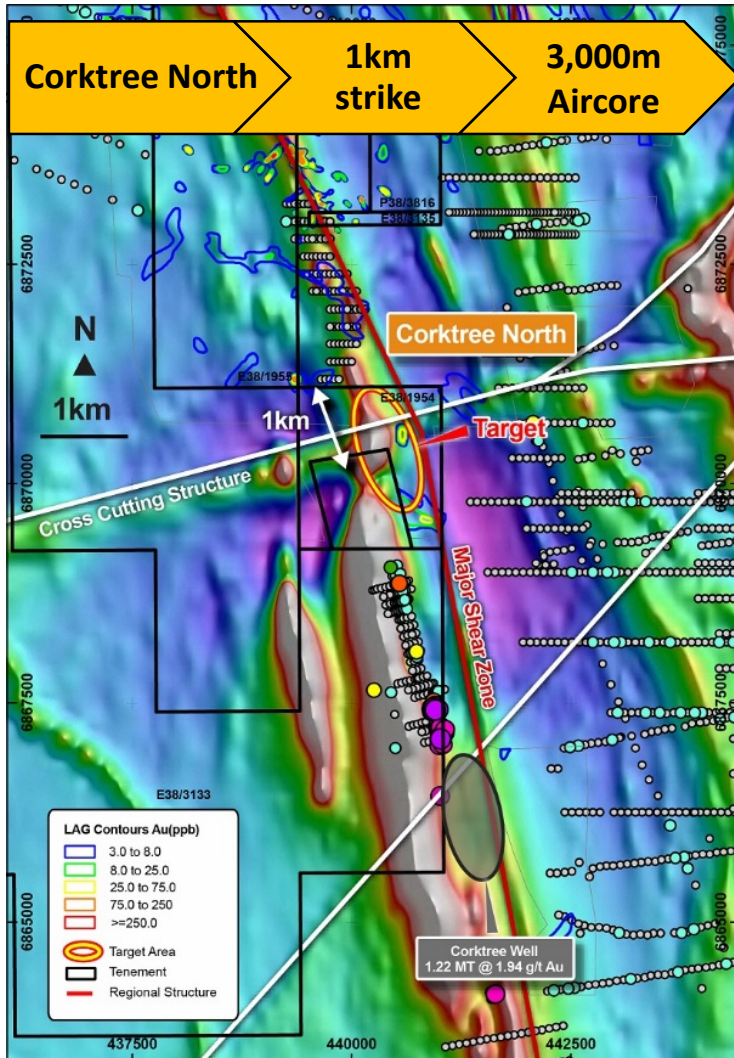 Corktree North
1km
strike
3,000m
Aircore
P38/3816
E38/3135
6872500
6872500
Corktree North
N
1km
E38/1955
E38/1954
1km
Target
6870000
6870000
Cross Cutting Structure
Major Shear Zone
6867500
6867500
E38/3133
LAG Contours Au(ppb)
3.0 to 8.0
8.0 to 25.0
25.0 to 75.0
75.0 to 250
>=250.0
Target Area
Tenement
Regional Structure
6865000
6865000
Corktree Well
1.22 MT @ 1.94 g/t Au
437500
440000
442500